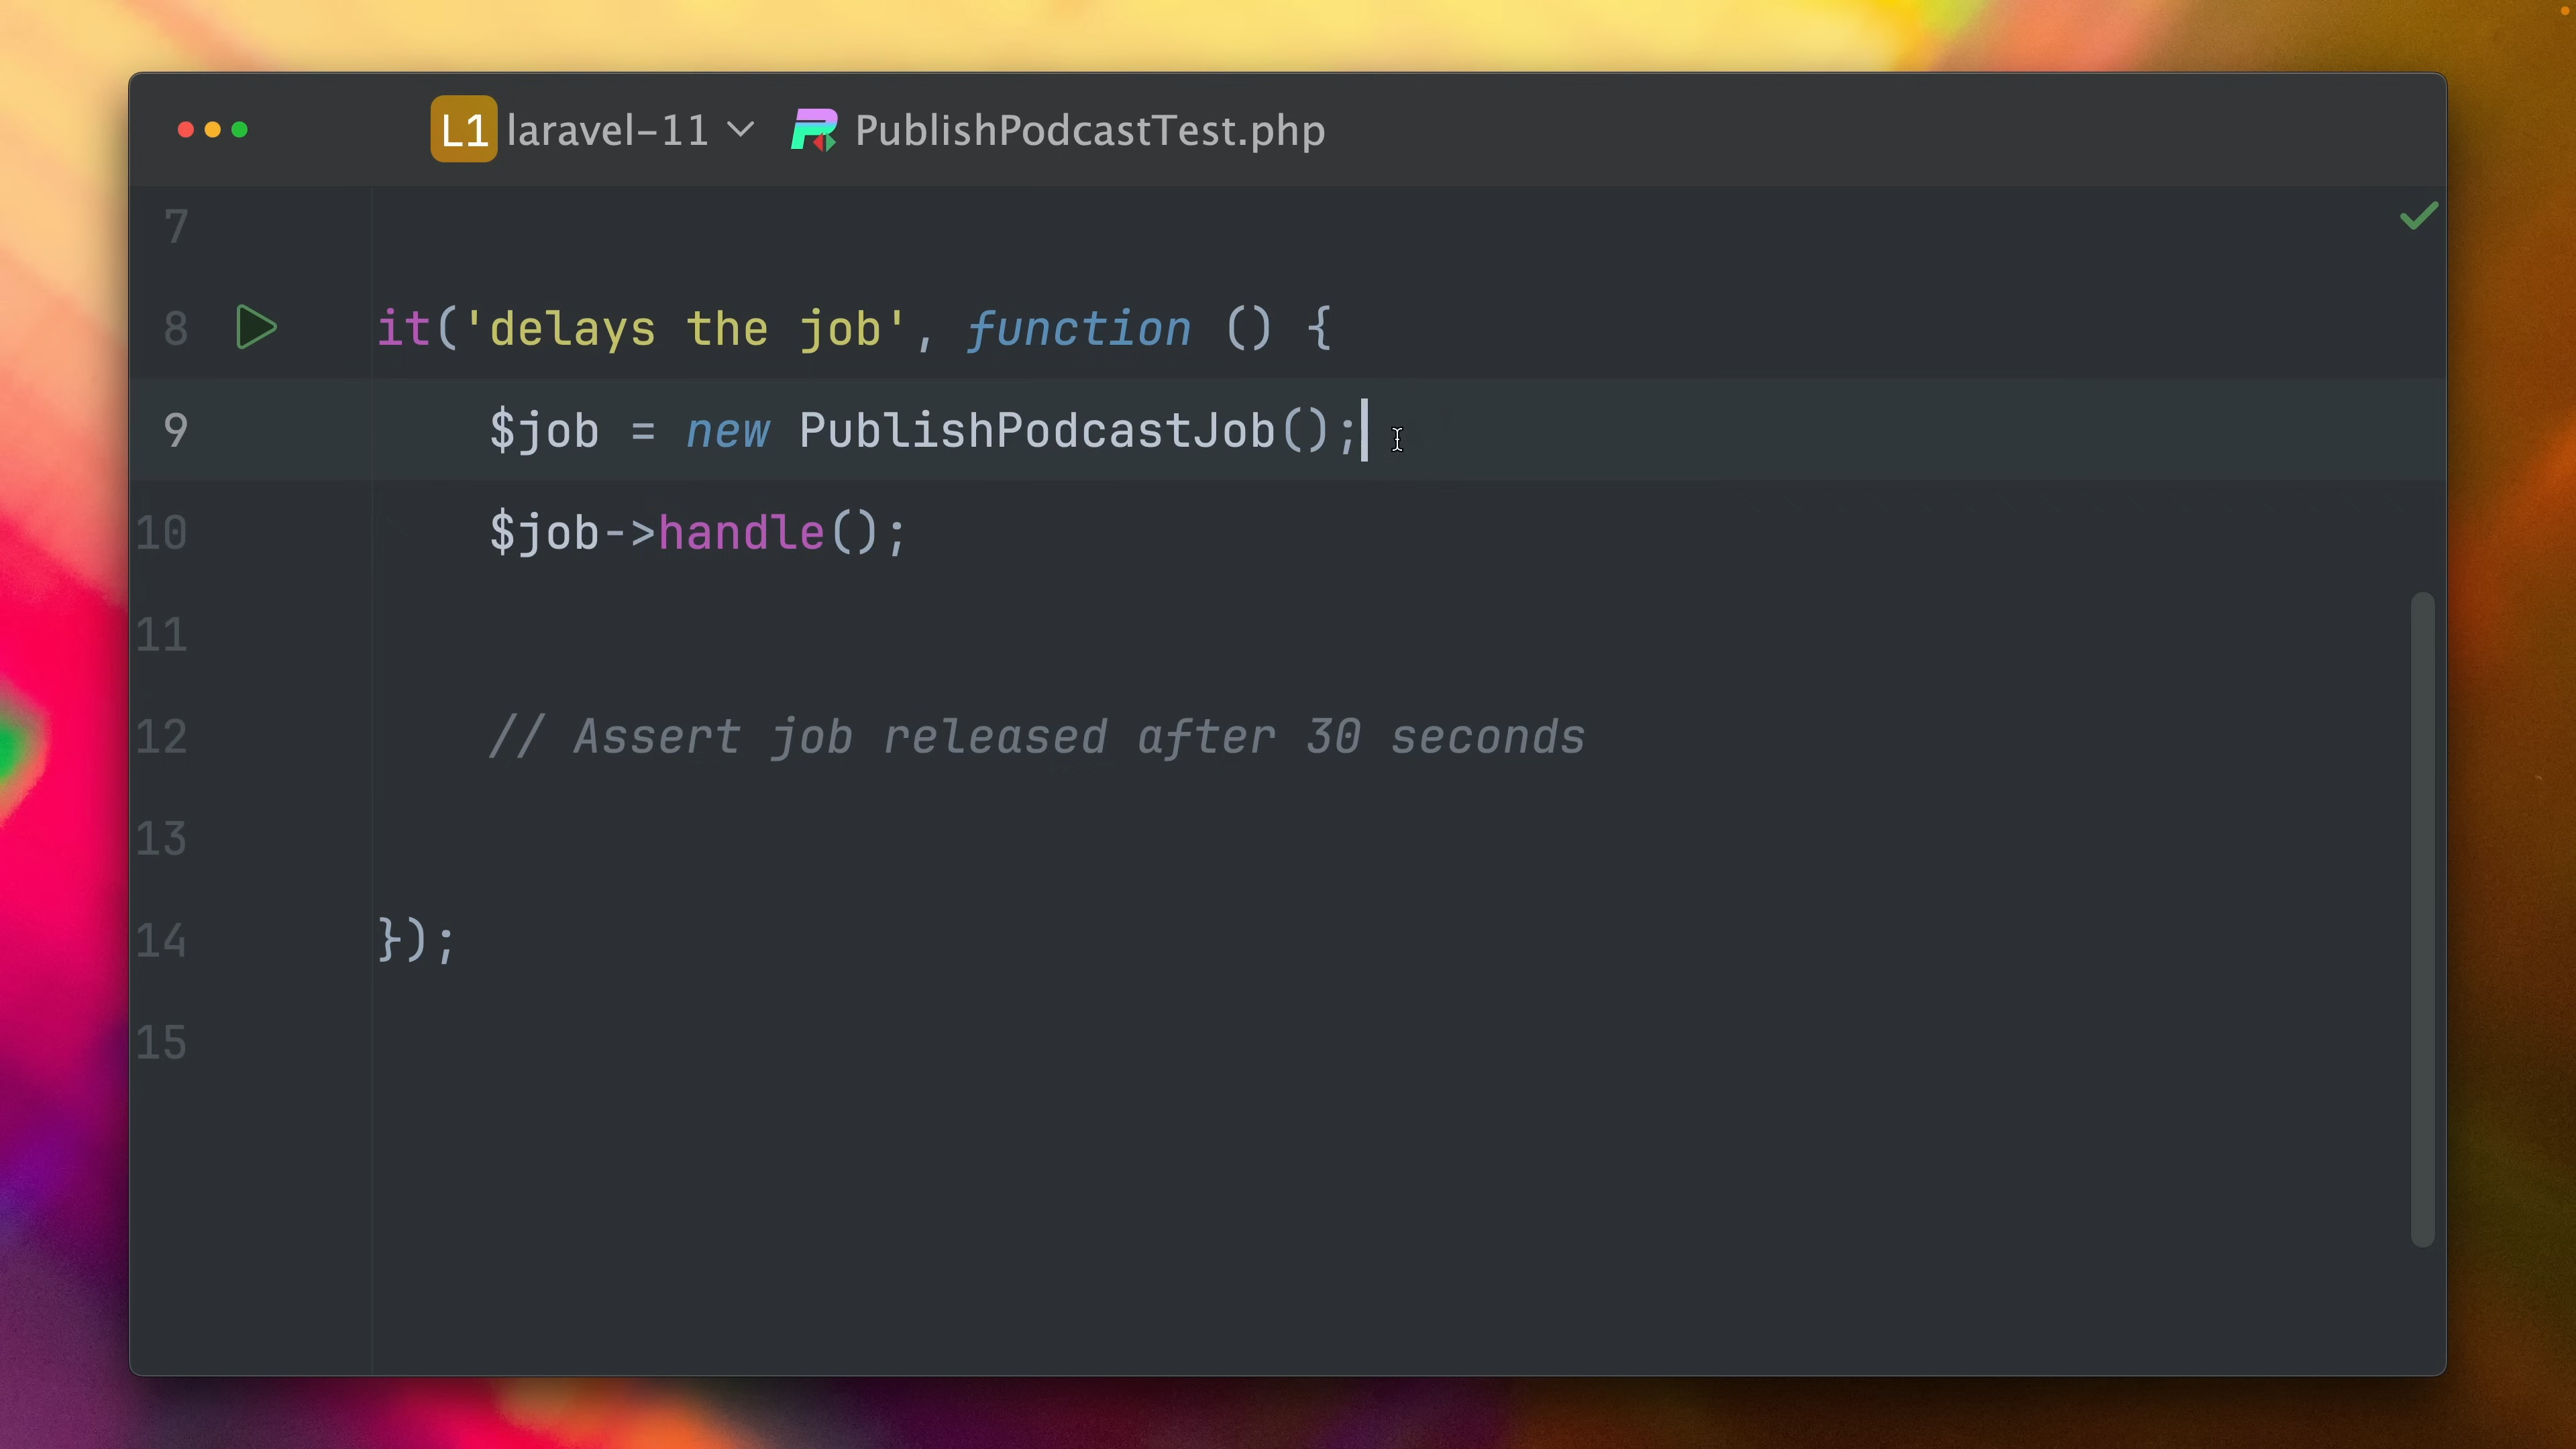 L1 laravel-11 PublishPodcastTest.php
7
8 it('delays the job', function () {
9 $job = new PublishPodcastJob();
10 $job->handle();
11
12 // Assert job released after 30 seconds
13
14 });
15